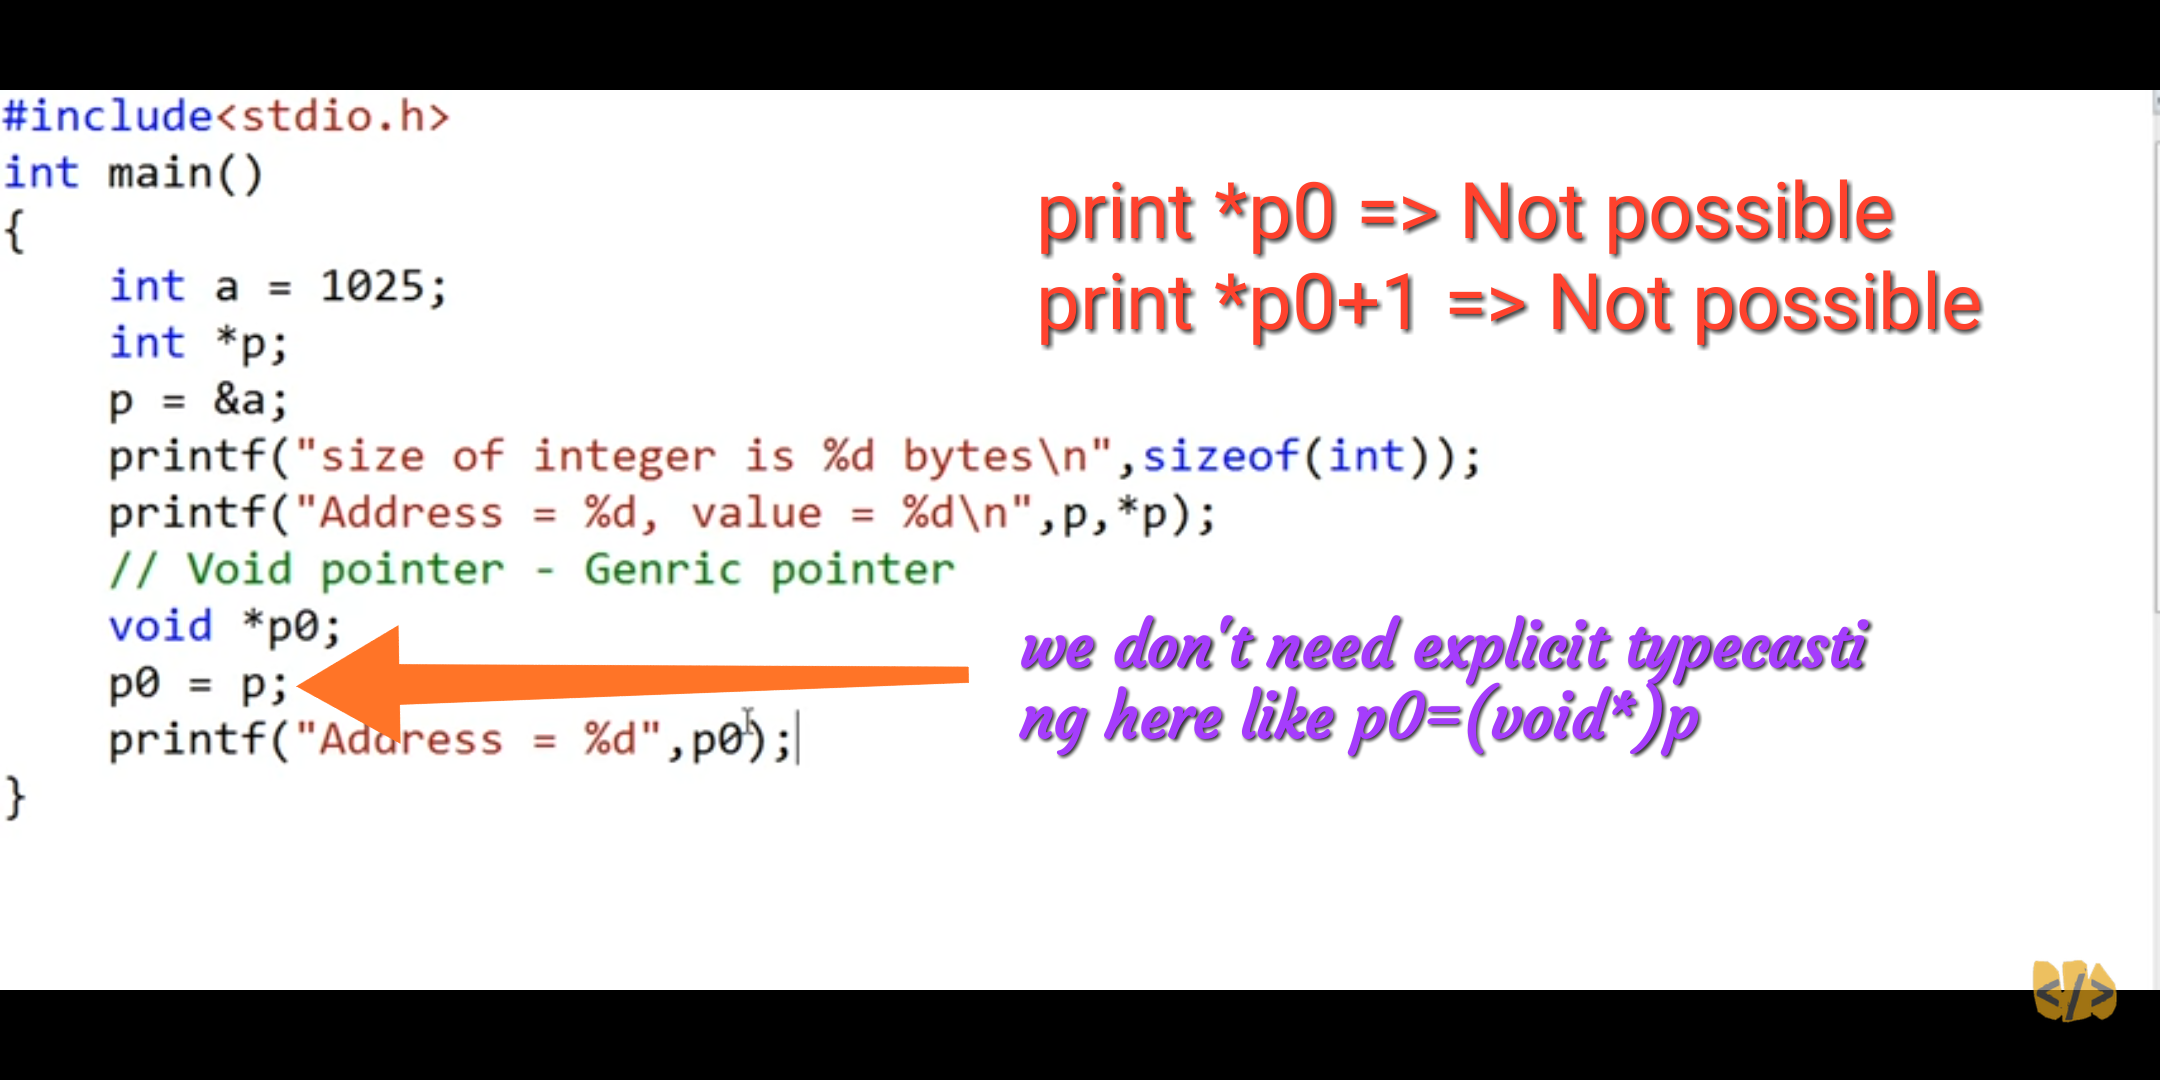 #include<stdio.h>
int main()
{
int a = 1025;
int *p;
p = &a;
printf("size of integer is %d bytes\n",sizeof(int));
printf("Address = %d, value = %d\n",p,*p);
// Void pointer - Genric pointer
void *p0;
p0 = p;
printf("Address = %d",p0);
}
print *p0 => Not possible
print *p0+1 => Not possible
we don't need explicit typecasti
ng here like p0=(void*)p
</>